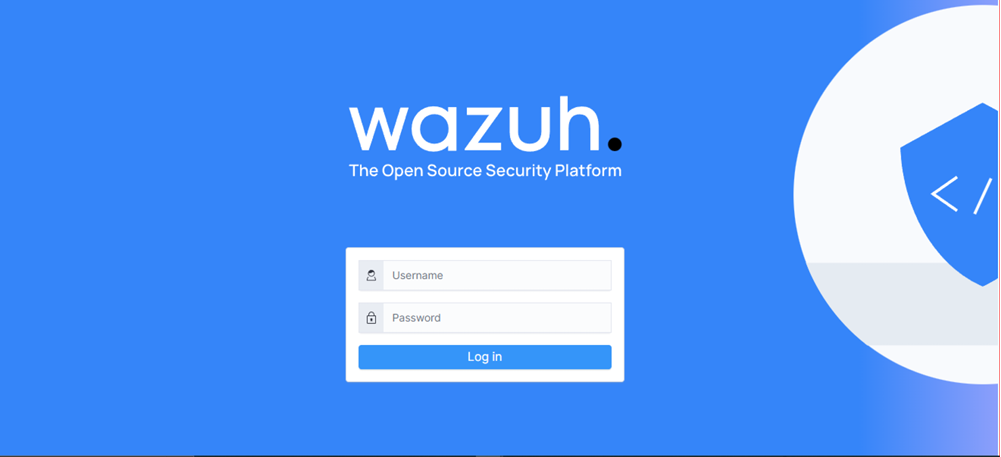 wazuh.
The Open Source Security Platform
Username
Password
Log in